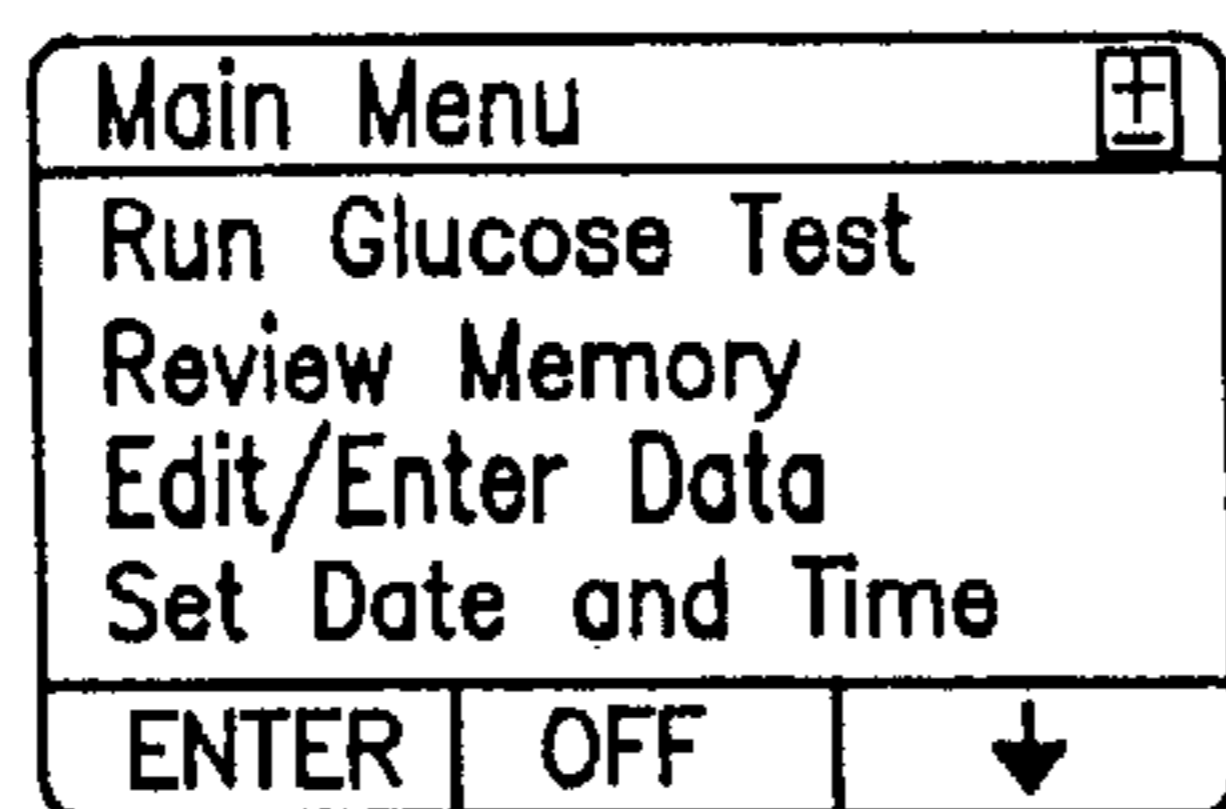 Main Menu
Run Glucose Test
Review Memory
Edit/Enter Data
Set Date and Time
ENTER OFF ↓